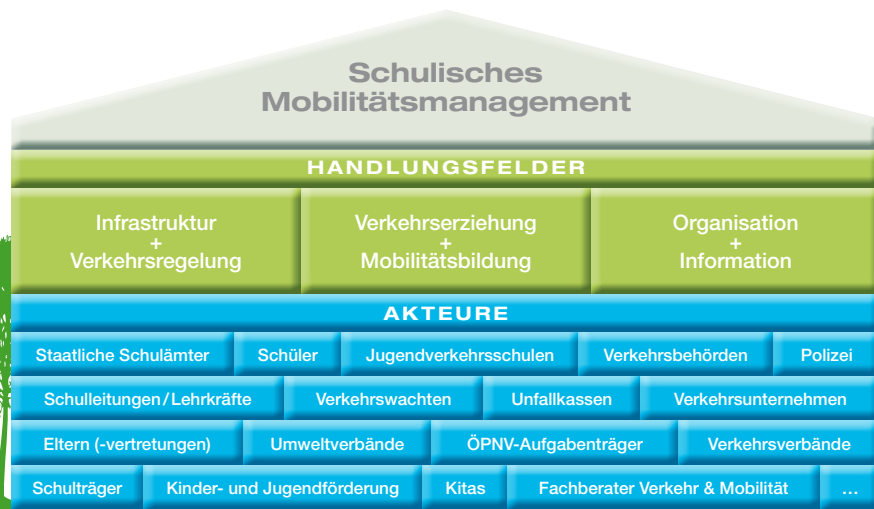 Schulisches
Mobilitätsmanagement
HANDLUNGSFELDER
Infrastruktur
+
Verkehrsregelung
Verkehrserziehung
+
Mobilitätsbildung
Organisation
+
Information
AKTEURE
Staatliche Schulämter
Schüler
Jugendverkehrsschulen
Verkehrsbehörden
Polizei
Schulleitungen/Lehrkräfte
Verkehrswachten
Unfallkassen
Verkehrsunternehmen
Eltern (-vertretungen)
Umweltverbände
ÖPNV-Aufgabenträger
Verkehrsverbände
Schulträger
Kinder- und Jugendförderung
Kitas
Fachberater Verkehr & Mobilität
...